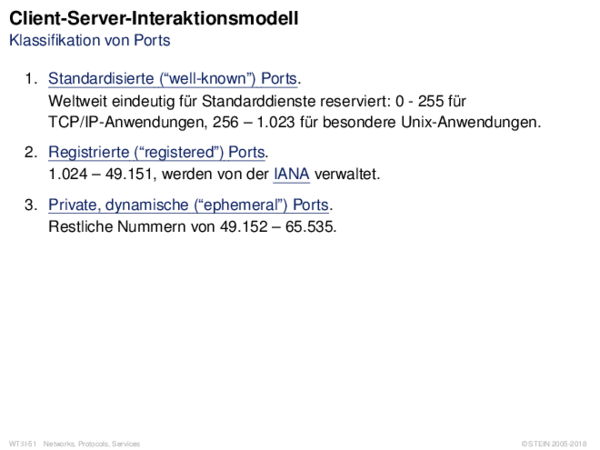 Client-Server-Interaktionsmodell
Klassifikation von Ports
1. Standardisierte (“well-known”) Ports.
Weltweit eindeutig für Standarddienste reserviert: 0 - 255 für
TCP/IP-Anwendungen, 256 – 1.023 für besondere Unix-Anwendungen.
2. Registrierte (“registered”) Ports.
1.024 – 49.151, werden von der IANA verwaltet.
3. Private, dynamische (“ephemeral”) Ports.
Restliche Nummern von 49.152 – 65.535.
WT:II-51 Networks, Protocols, Services © STEIN 2005-2018